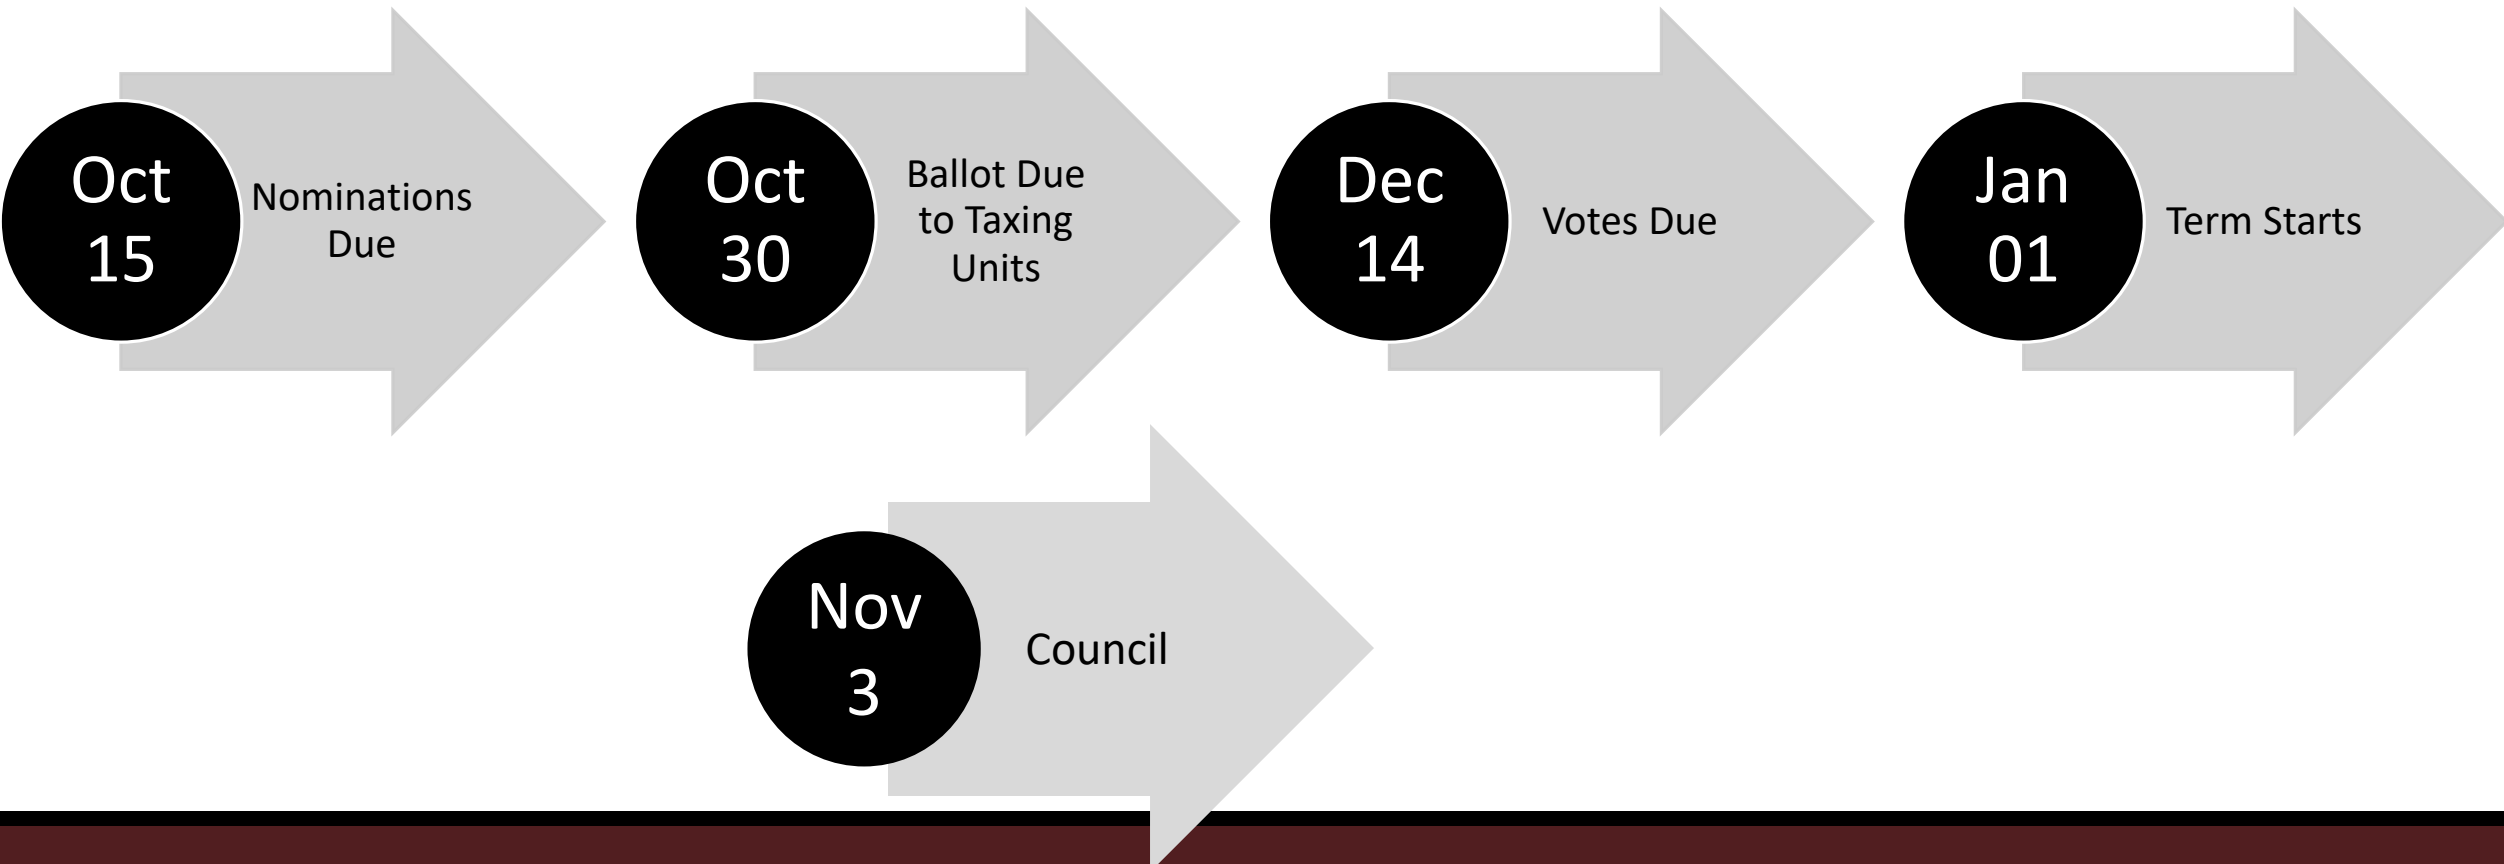 Oct
15
Nominations
Due
Oct
30
Ballot Due
to Taxing
Units
Dec
14
Votes Due
Jan
01
Term Starts
Nov
3
Council